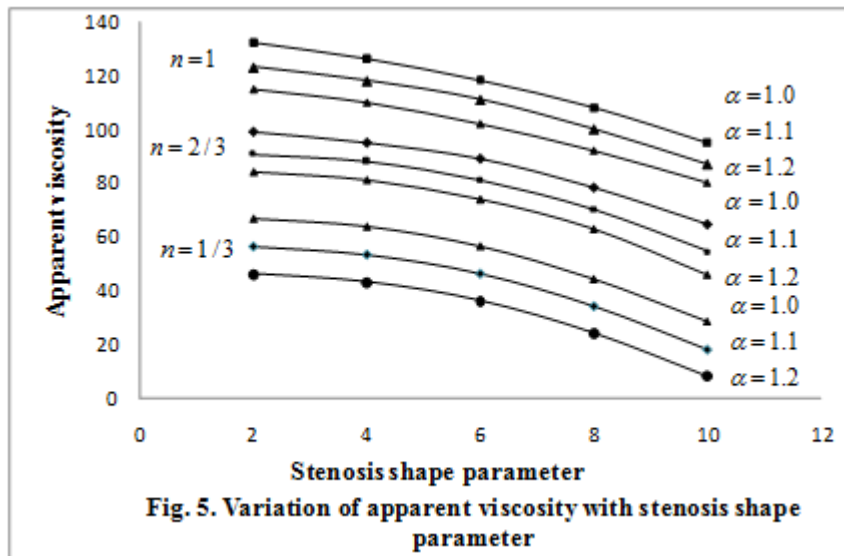 140
120
100
80
60
40
20
0
Apparent viscosity
n = 1
n = 2/3
n = 1/3
α = 1.0
α = 1.1
α = 1.2
α = 1.0
α = 1.1
α = 1.2
α = 1.0
α = 1.1
α = 1.2
0 2 4 6 8 10 12
Stenosis shape parameter
Fig. 5. Variation of apparent viscosity with stenosis shape
parameter